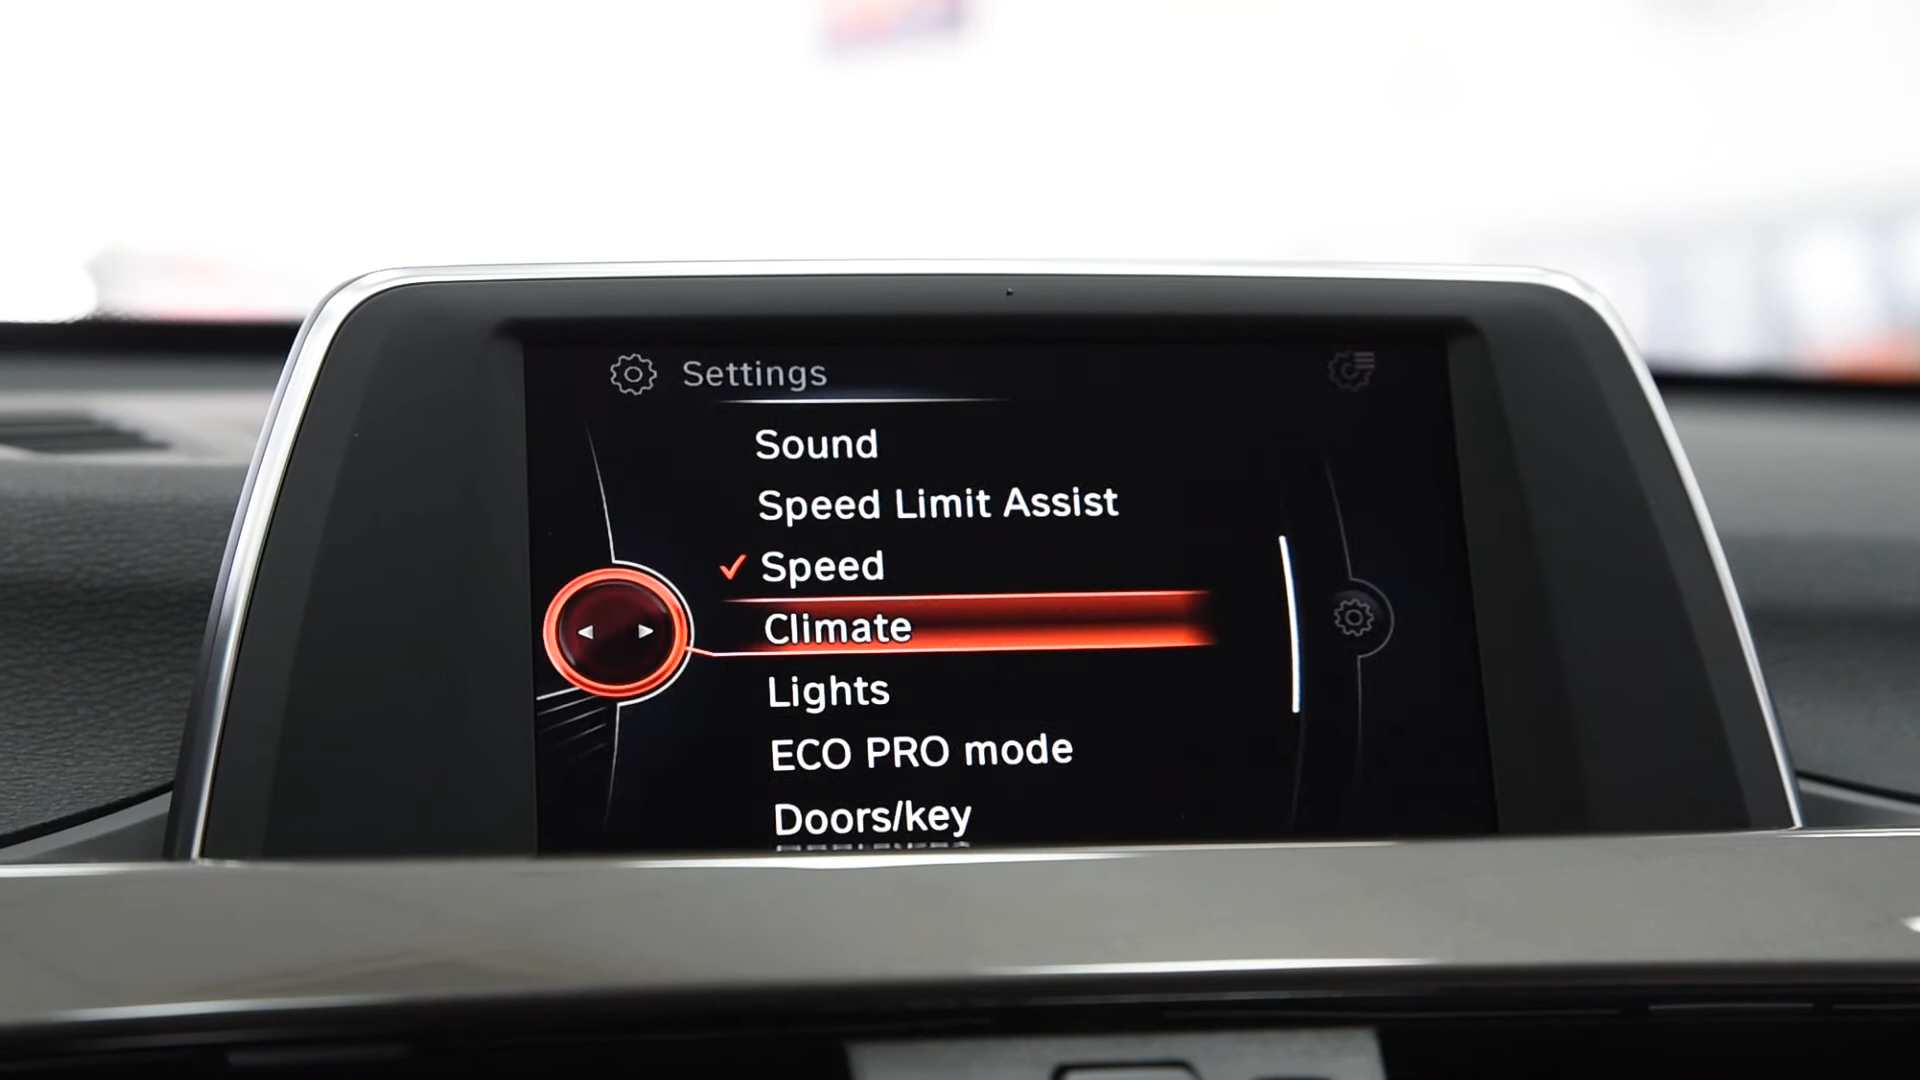 Settings
Sound
Speed Limit Assist
Speed
Climate
Lights
ECO PRO mode
Doors/key